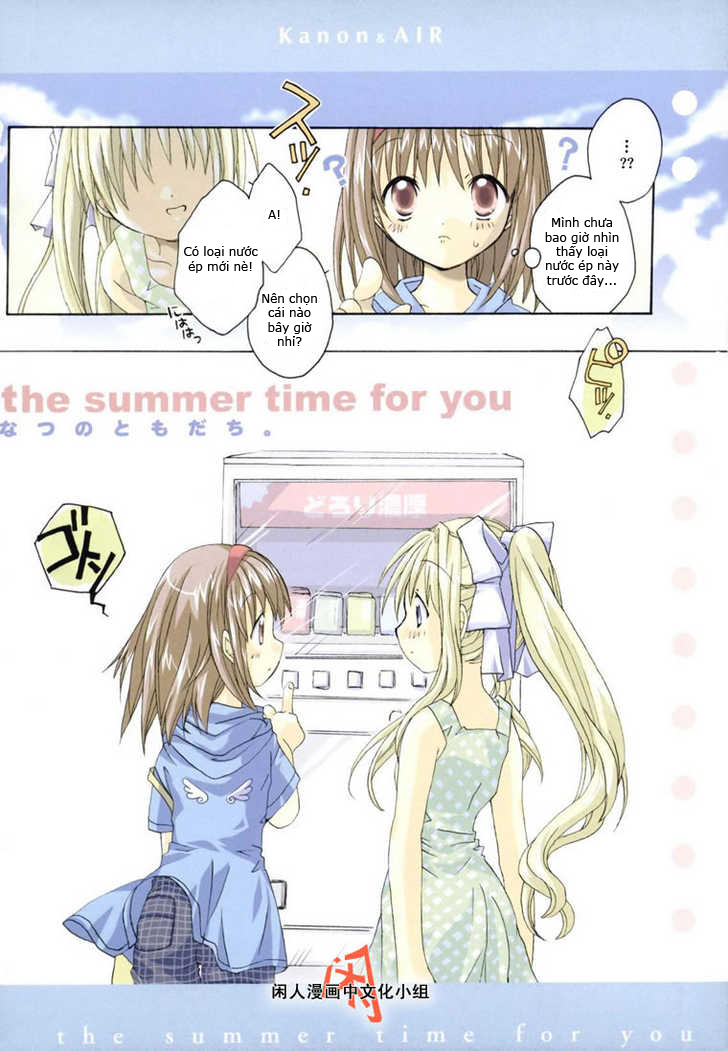 Kanon & AIR
スッ
?
?
…
??
Mình chưa
bao giờ nhìn
thấy loại
nước ép này
trước đây...
A!
Có loại nước
ép mới nè!
Nên chọn
cái nào
bây giờ
nhỉ?
にはは
っ
ピッ
the summer time for you
なつのともだち。
どろり濃厚
ゴトン
闲
闲人漫画中文化小组
the summer time for you